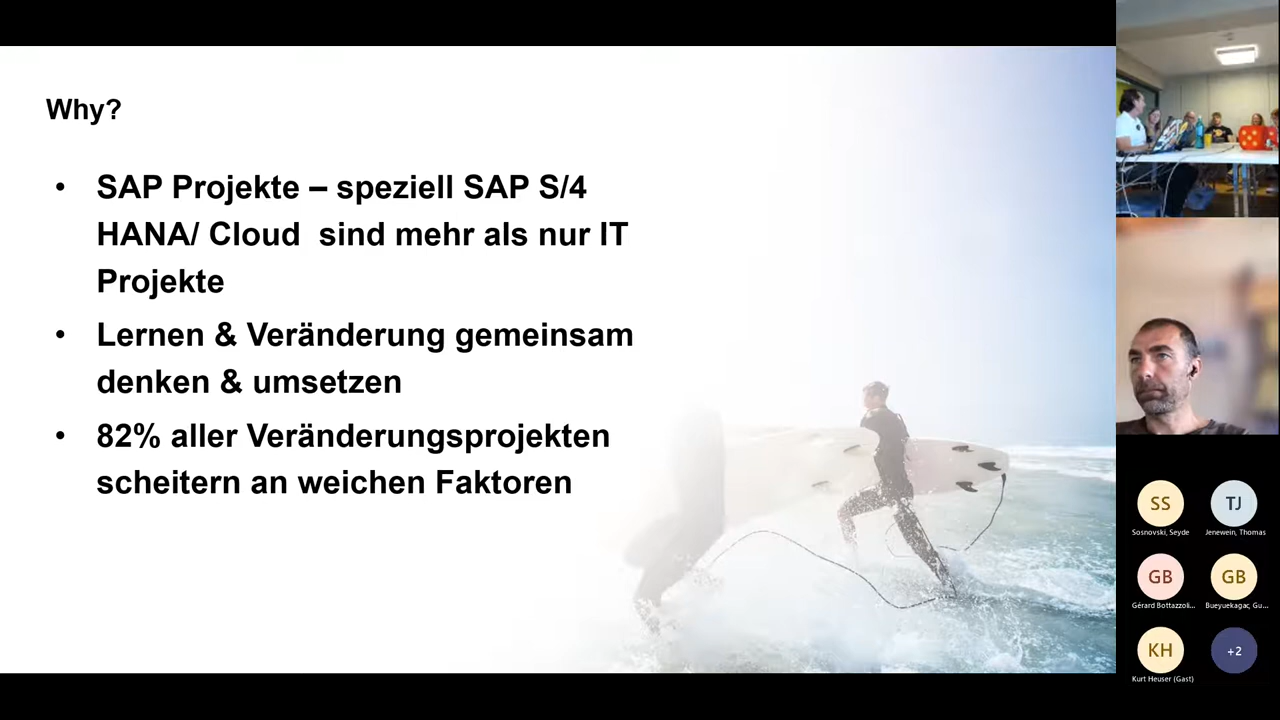 Why?
• SAP Projekte – speziell SAP S/4
HANA/ Cloud  sind mehr als nur IT
Projekte
• Lernen & Veränderung gemeinsam
denken & umsetzen
• 82% aller Veränderungsprojekten
scheitern an weichen Faktoren
SS
Sosnovski, Seyde
TJ
Jenewein, Thomas
GB
Gérard Bottazzoli...
GB
Bueyuekagac, Gu...
KH
Kurt Heuser (Gast)
+2